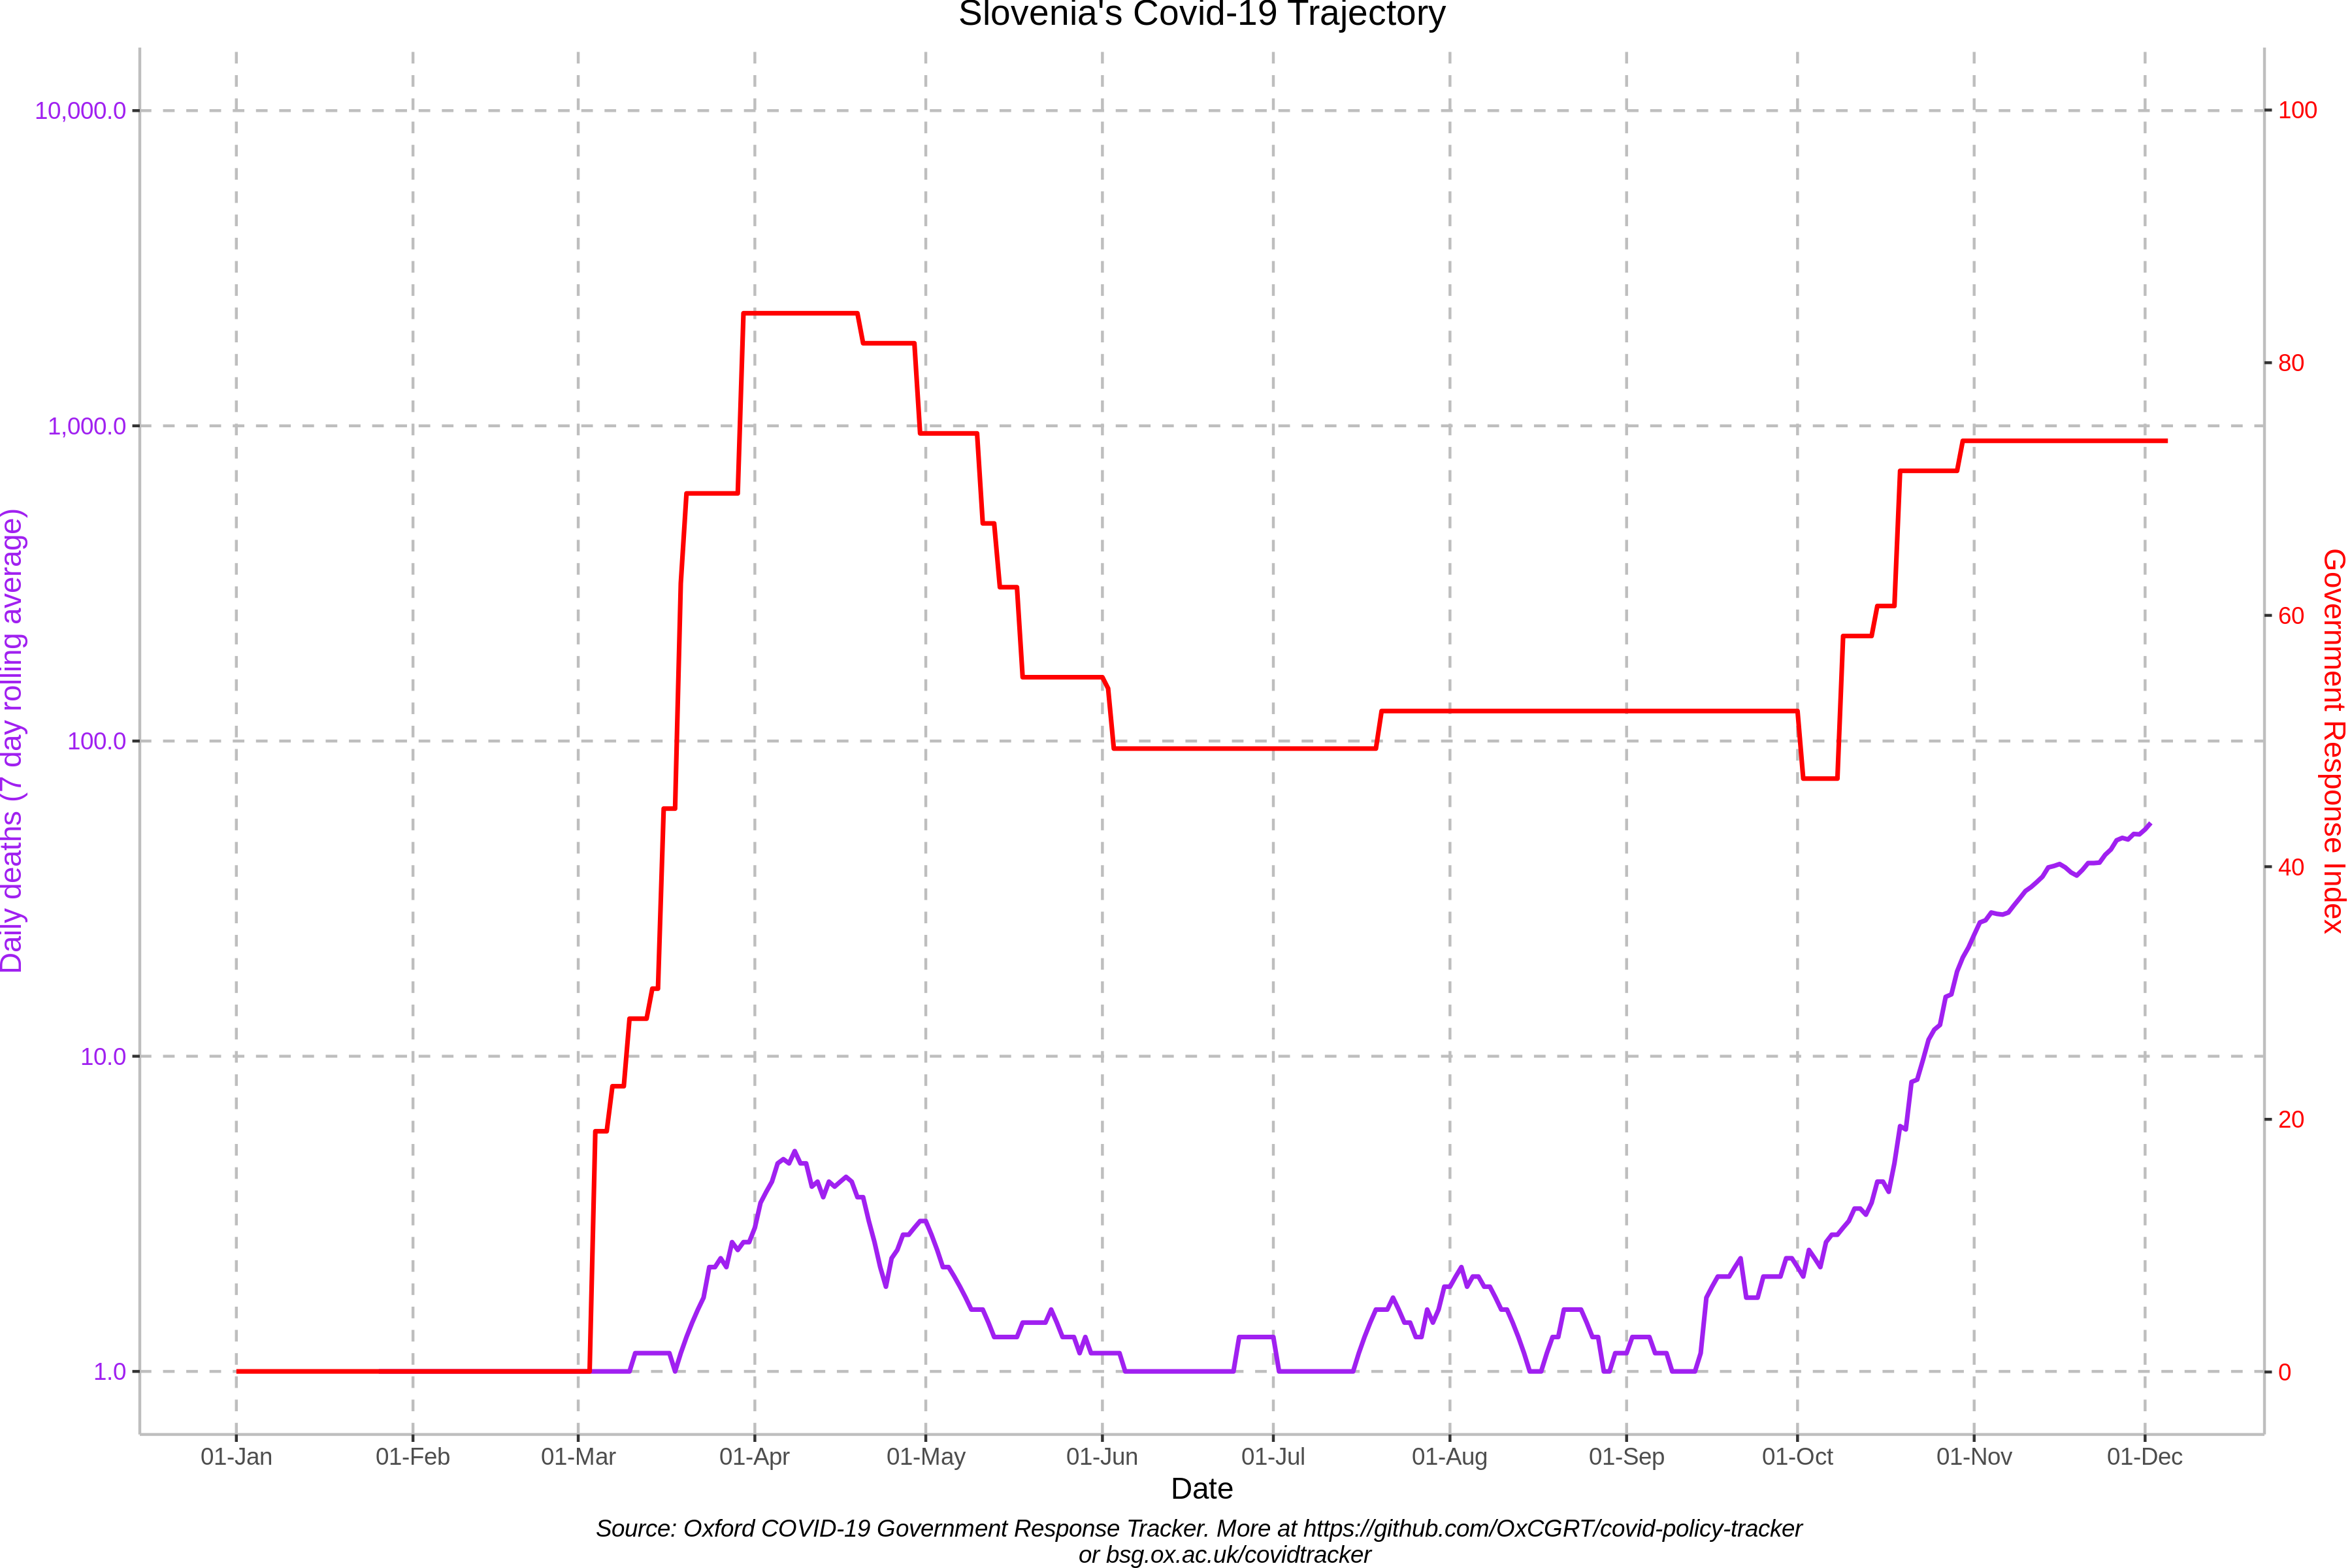 Slovenia's Covid-19 Trajectory
10,000.0
1,000.0
100.0
10.0
1.0
Daily deaths (7 day rolling average)
100
80
60
40
20
0
Government Response Index
01-Jan
01-Feb
01-Mar
01-Apr
01-May
01-Jun
01-Jul
01-Aug
01-Sep
01-Oct
01-Nov
01-Dec
Date
Source: Oxford COVID-19 Government Response Tracker. More at https://github.com/OxCGRT/covid-policy-tracker
or bsg.ox.ac.uk/covidtracker